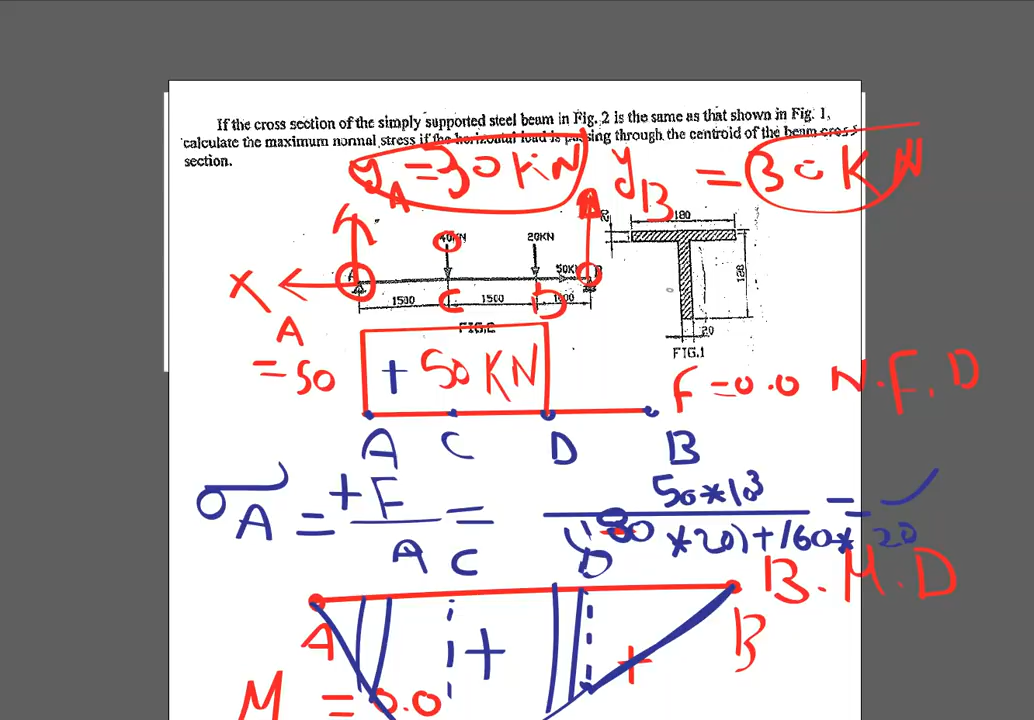 If the cross section of the simply supported steel beam in Fig. 2 is the same as that shown in Fig. 1,
calculate the maximum normal stress if the horizontal load is passing through the centroid of the beam cross
section.
yA = 30 KN yB = 30 KN
180
20
40KN 20KN
A 50KN B
X A = 50
C D
1500 1500 1000
FIG.2
20
FIG.1
+ 50 KN F = 0.0 N.F.D
A C D B
σA = +F / A = 50*10³ / (180*20)+160*20 = ✓
C D
B.M.D
A + + B
M = 0.0